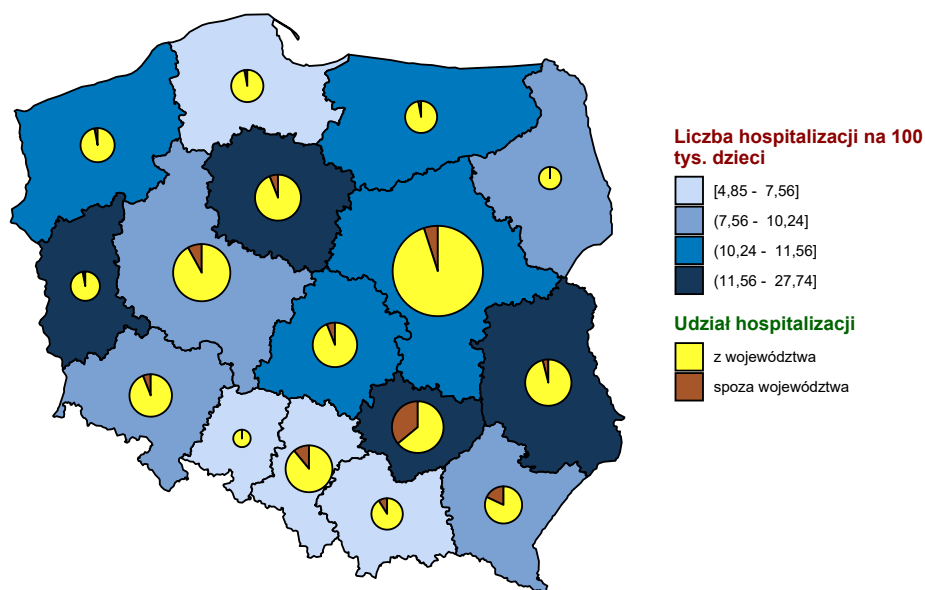 Liczba hospitalizacji na 100
tys. dzieci
[4,85 - 7,56]
(7,56 - 10,24]
(10,24 - 11,56]
(11,56 - 27,74]
Udział hospitalizacji
z województwa
spoza województwa